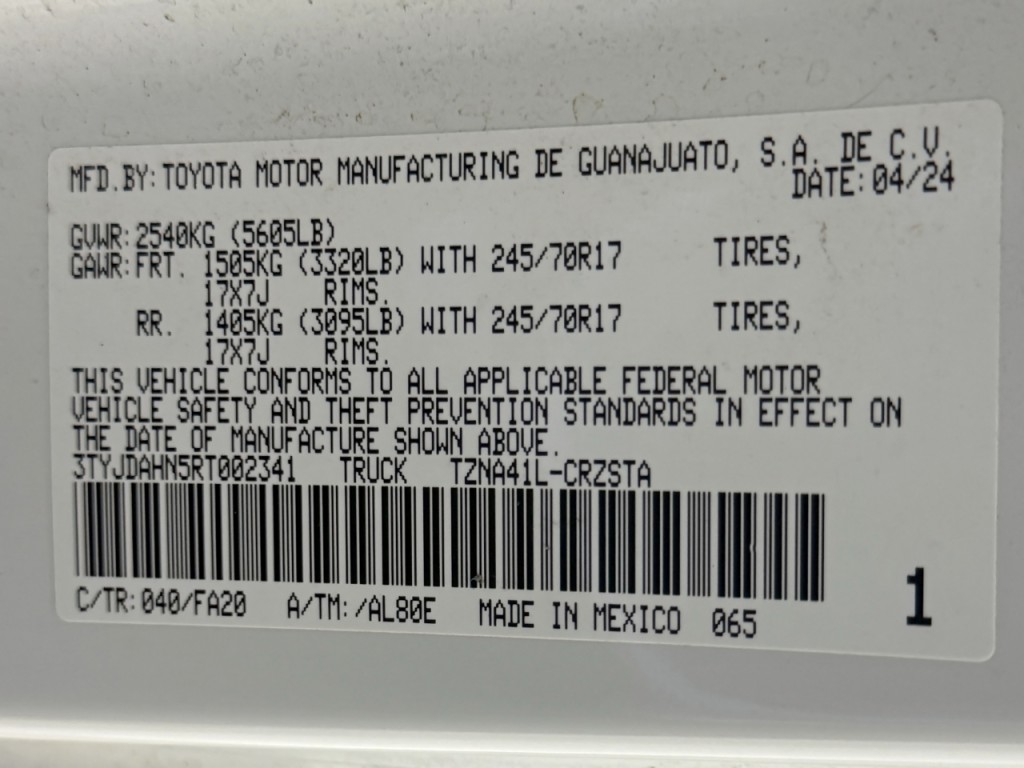 MFD.BY:TOYOTA MOTOR MANUFACTURING DE GUANAJUATO, S.A. DE C.V.
DATE:04/24
GVWR:2540KG (5605LB)
GAWR:FRT. 1505KG (3320LB) WITH 245/70R17 TIRES,
17X7J RIMS.
RR. 1405KG (3095LB) WITH 245/70R17 TIRES,
17X7J RIMS.
THIS VEHICLE CONFORMS TO ALL APPLICABLE FEDERAL MOTOR
VEHICLE SAFETY AND THEFT PREVENTION STANDARDS IN EFFECT ON
THE DATE OF MANUFACTURE SHOWN ABOVE.
3TYJDAHN5RT002341 TRUCK TZNA41L-CRZSTA
C/TR:040/FA20 A/TM:/AL80E MADE IN MEXICO 065
1